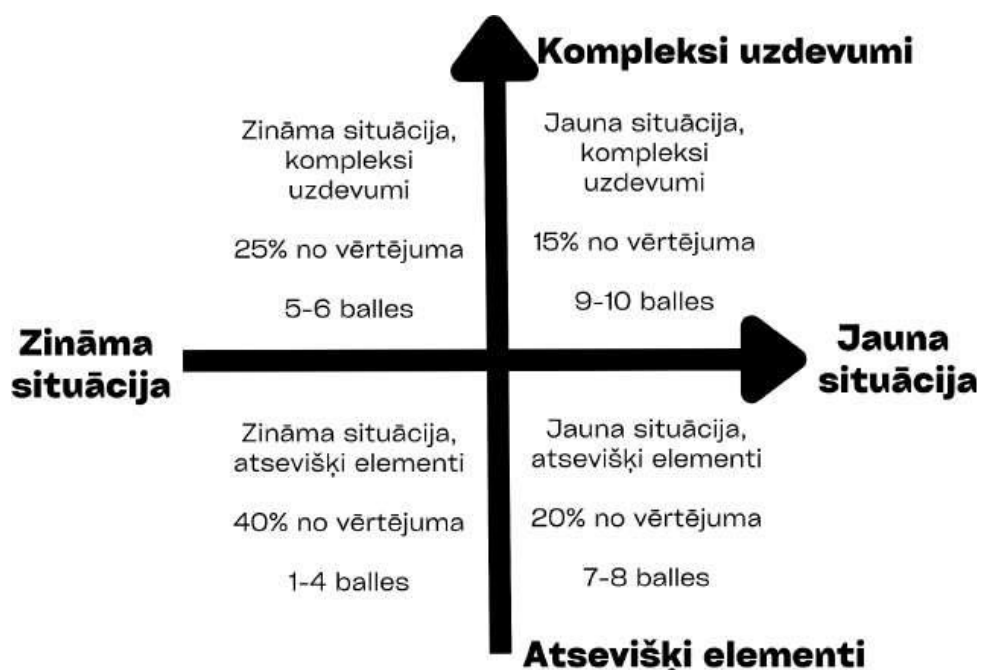 Kompleksi uzdevumi
Zināma situācija,
kompleksi
uzdevumi
25% no vērtējuma
5-6 balles
Jauna situācija,
kompleksi
uzdevumi
15% no vērtējuma
9-10 balles
Zināma
situācija
Jauna
situācija
Zināma situācija,
atsevišķi elementi
40% no vērtējuma
1-4 balles
Jauna situācija,
atsevišķi elementi
20% no vērtējuma
7-8 balles
Atsevišķi elementi